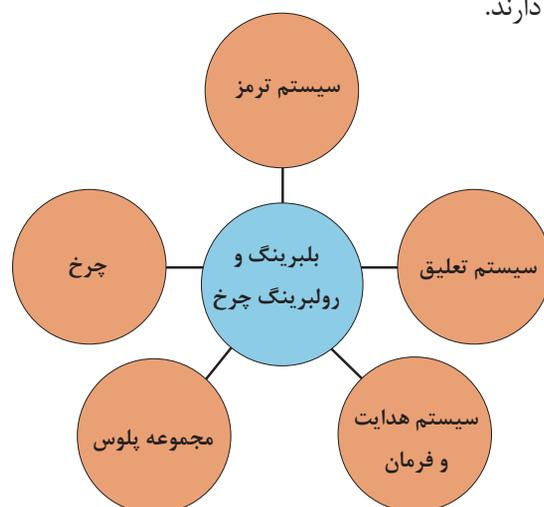 دارند.
سیستم ترمز
سیستم تعلیق
بلبرینگ و
رولبرینگ چرخ
چرخ
سیستم هدایت
و فرمان
مجموعه پلوس